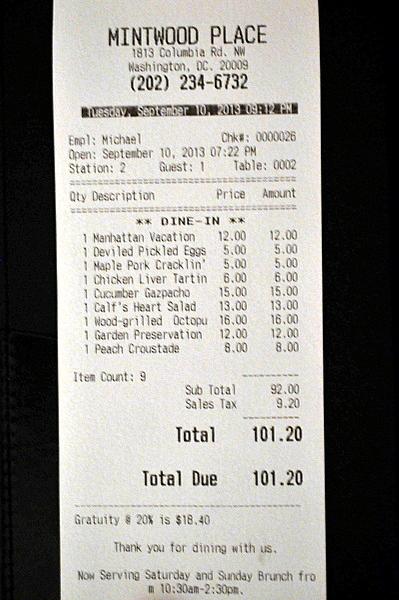 MINTWOOD PLACE
1813 Columbia Rd. NW
Washington, DC. 20009
(202) 234-6732
Tuesday, September 10, 2013 09:12 PM
Empl: Michael Chk#: 0000026
Open: September 10, 2013 07:22 PM
Station: 2 Guest: 1 Table: 0002
Qty Description Price Amount
** DINE-IN **
1 Manhattan Vacation 12.00 12.00
1 Deviled Pickled Eggs 5.00 5.00
1 Maple Pork Cracklin' 5.00 5.00
1 Chicken Liver Tartin 6.00 6.00
1 Cucumber Gazpacho 15.00 15.00
1 Calf's Heart Salad 13.00 13.00
1 Wood-grilled Octopu 16.00 16.00
1 Garden Preservation 12.00 12.00
1 Peach Croustade 8.00 8.00
Item Count: 9
Sub Total 92.00
Sales Tax 9.20
Total 101.20
Total Due 101.20
Gratuity @ 20% is $18.40
Thank you for dining with us.
Now Serving Saturday and Sunday Brunch fro
m 10:30am-2:30pm.